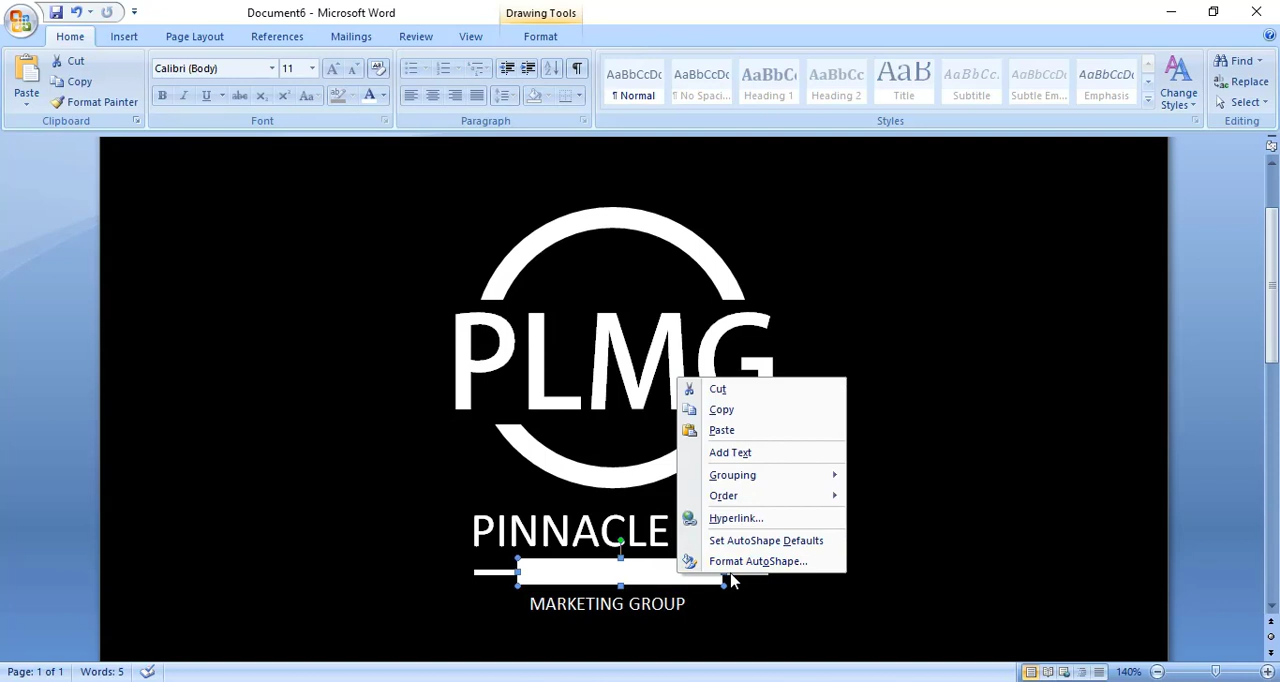 Document6 - Microsoft Word
Drawing Tools
Home Insert Page Layout References Mailings Review View Format
Paste
Cut
Copy
Format Painter
Clipboard
Calibri (Body) 11
Font
Paragraph
AaBbCcDc AaBbCcDc AaBbC AaBbCc AaB AaBbCc. AaBbCcDc AaBbCcDc
¶ Normal ¶ No Spaci... Heading 1 Heading 2 Title Subtitle Subtle Em... Emphasis
Styles
Change
Styles
Find
Replace
Select
Editing
PLMG
PINNACLE
MARKETING GROUP
Cut
Copy
Paste
Add Text
Grouping
Order
Hyperlink...
Set AutoShape Defaults
Format AutoShape...
Page: 1 of 1 Words: 5 140%